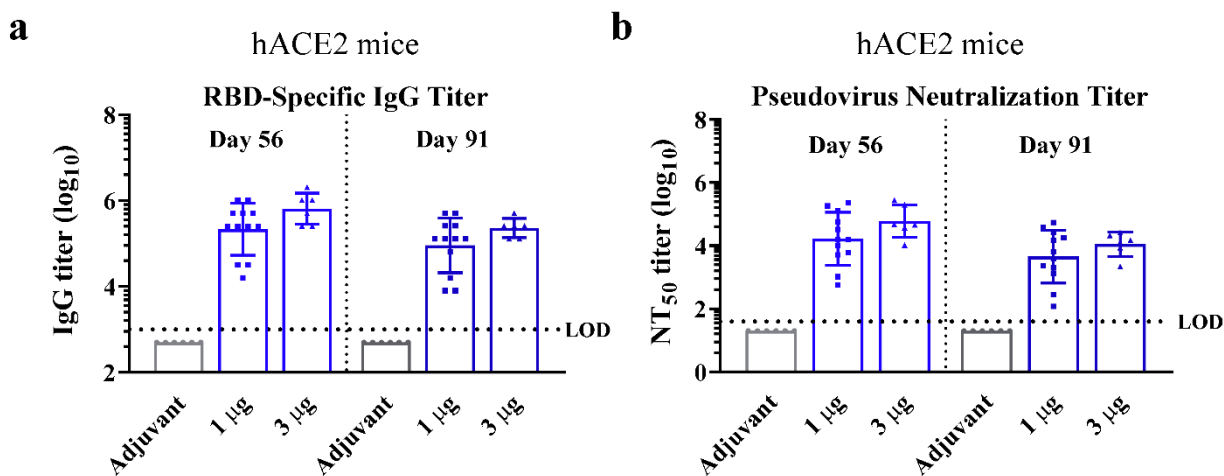 a
hACE2 mice
RBD-Specific IgG Titer
Day 56
Day 91
IgG titer (log10)
8
6
4
2
LOD
Adjuvant
1 μg
3 μg
Adjuvant
1 μg
3 μg
b
hACE2 mice
Pseudovirus Neutralization Titer
Day 56
Day 91
NT50 titer (log10)
8
6
4
2
0
LOD
Adjuvant
1 μg
3 μg
Adjuvant
1 μg
3 μg